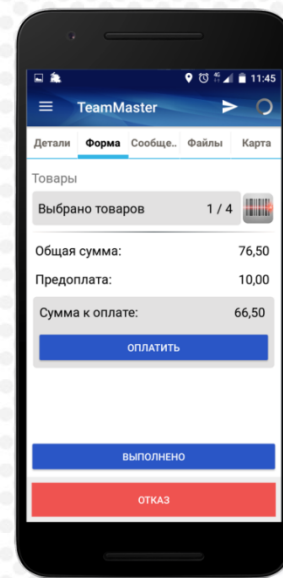 11:45
TeamMaster
Детали Форма Сообще.. Файлы Карта
Товары
Выбрано товаров 1 / 4
Общая сумма: 76,50
Предоплата: 10,00
Сумма к оплате: 66,50
ОПЛАТИТЬ
ВЫПОЛНЕНО
ОТКАЗ